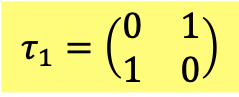 τ₁ = (0 1
1 0)